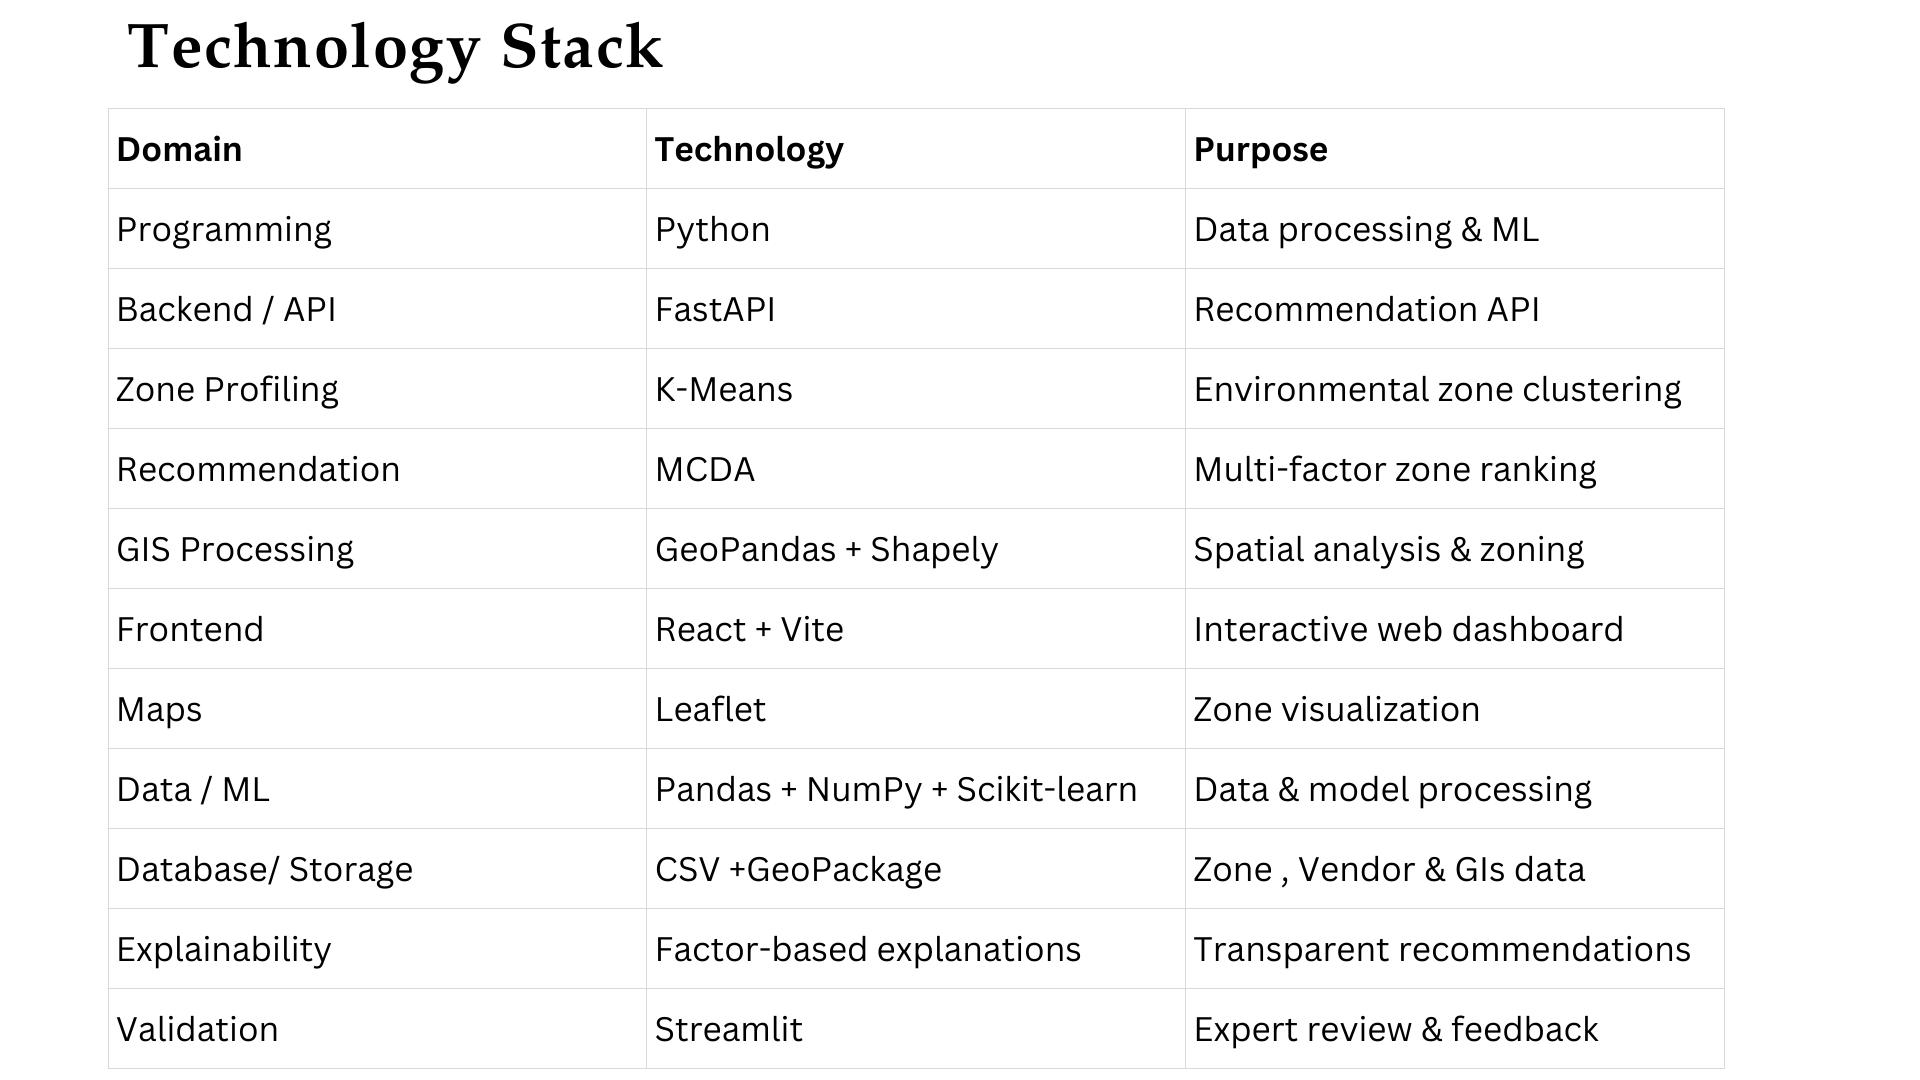 Technology Stack
Domain Technology Purpose
Programming Python Data processing & ML
Backend / API FastAPI Recommendation API
Zone Profiling K-Means Environmental zone clustering
Recommendation MCDA Multi-factor zone ranking
GIS Processing GeoPandas + Shapely Spatial analysis & zoning
Frontend React + Vite Interactive web dashboard
Maps Leaflet Zone visualization
Data / ML Pandas + NumPy + Scikit-learn Data & model processing
Database/ Storage CSV +GeoPackage Zone , Vendor & GIs data
Explainability Factor-based explanations Transparent recommendations
Validation Streamlit Expert review & feedback